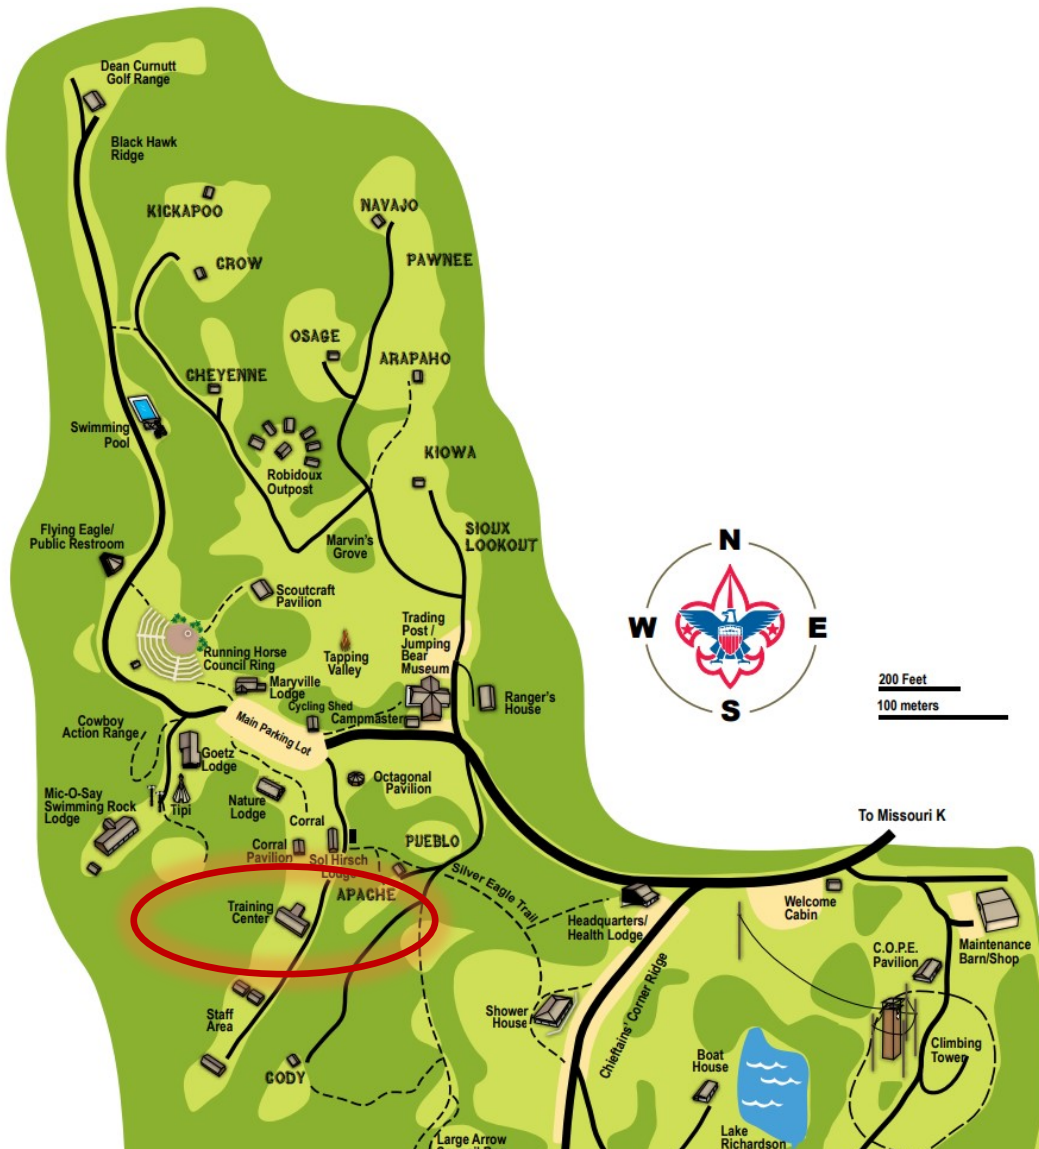 Dean Curnutt
Golf Range
Black Hawk
Ridge
KICKAPOO
NAVAJO
CROW
PAWNEE
OSAGE
ARAPAHO
CHEYENNE
Swimming
Pool
KIOWA
Robidoux
Outpost
SIOUX
LOOKOUT
Flying Eagle/
Public Restroom
Marvin's
Grove
N
W
E
S
Scoutcraft
Pavilion
Trading
Post /
Jumping
Bear
Museum
Running Horse
Council Ring
Tapping
Valley
Maryville
Lodge
200 Feet
100 meters
Ranger's
House
Cycling Shed
Campmaster
Cowboy
Action Range
Main Parking Lot
Goetz
Lodge
Octagonal
Pavilion
Mic-O-Say
Swimming Rock
Lodge
Tipi
Nature
Lodge
Corral
To Missouri K
PUEBLO
Corral
Pavilion
Sol Hirsch
Lodge
Silver Eagle Trail
APACHE
Training
Center
Headquarters/
Health Lodge
Welcome
Cabin
C.O.P.E.
Pavilion
Maintenance
Barn/Shop
Chieftains' Corner Ridge
Staff
Area
Shower
House
Climbing
Tower
CODY
Boat
House
Large Arrow
Lake
Richardson